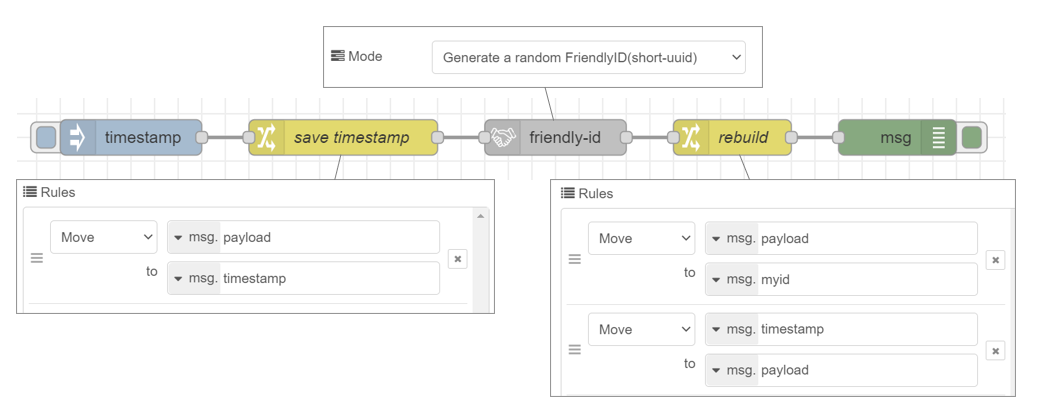 Mode
Generate a random FriendlyID(short-uuid)
timestamp
save timestamp
friendly-id
rebuild
msg
Rules
Move
msg. payload
to
msg. timestamp
Rules
Move
msg. payload
to
msg. myid
Move
msg. timestamp
to
msg. payload